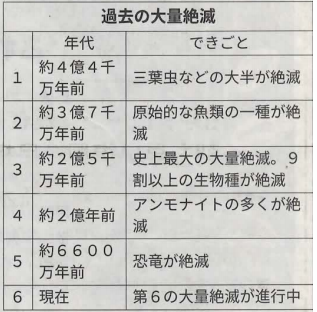 過去の大量絶滅
年代 できごと
1 約4億4千万年前 三葉虫などの大半が絶滅
2 約3億7千万年前 原始的な魚類の一種が絶滅
3 約2億5千万年前 史上最大の大量絶滅。9割以上の生物種が絶滅
4 約2億年前 アンモナイトの多くが絶滅
5 約6600万年前 恐竜が絶滅
6 現在 第6の大量絶滅が進行中